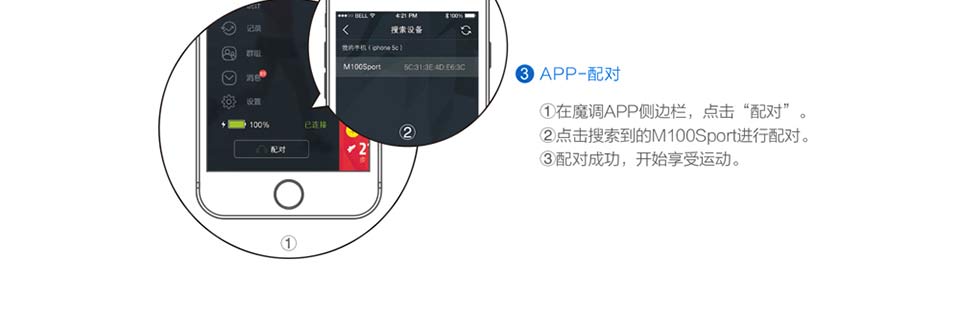 记录
群组
消息
设置
100% 已连接
配对
①
BELL 4:21 PM 100%
搜索设备
我的手机（iphone 5c）
M100Sport 6C:31:3E:4D:E6:3C
②
3 APP-配对
①在魔调APP侧边栏，点击“配对”。
②点击搜索到的M100Sport进行配对。
③配对成功，开始享受运动。